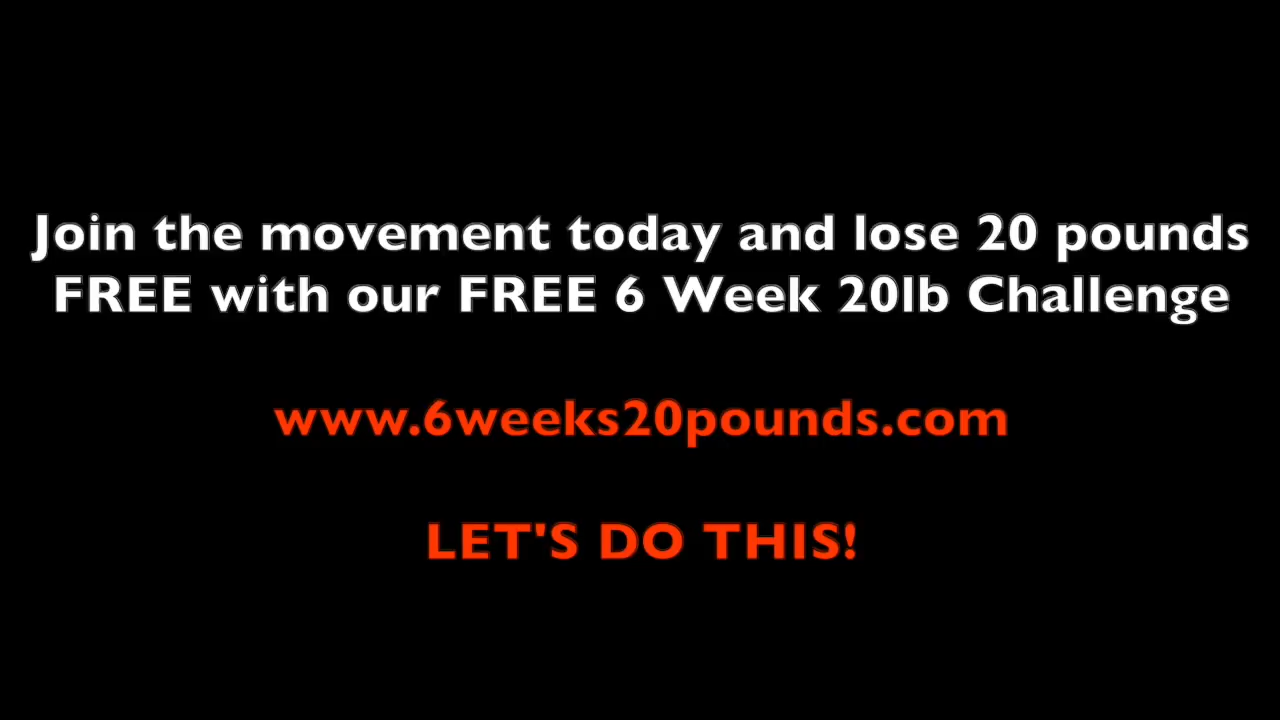 Join the movement today and lose 20 pounds
FREE with our FREE 6 Week 20lb Challenge
www.6weeks20pounds.com
LET'S DO THIS!